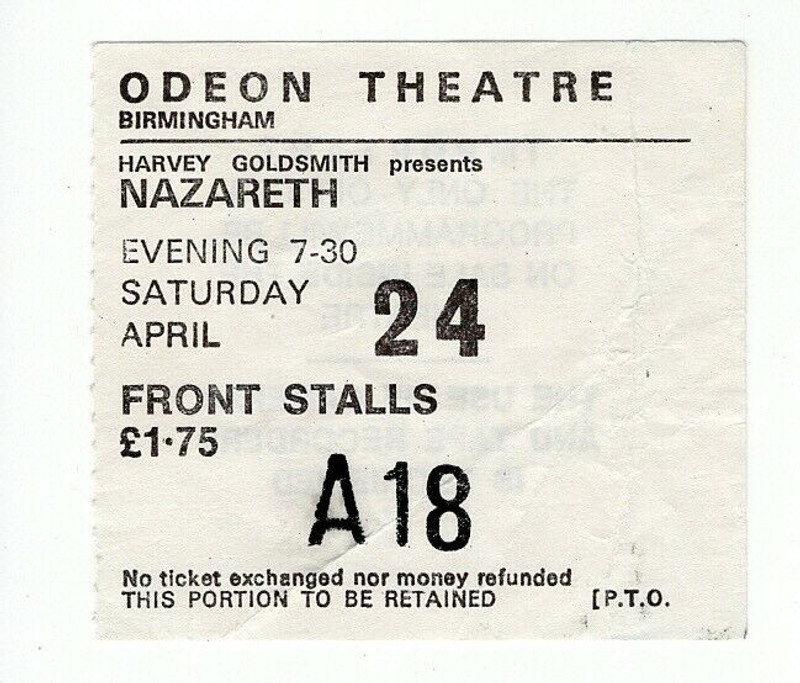 ODEON THEATRE
BIRMINGHAM
HARVEY GOLDSMITH presents
NAZARETH
EVENING 7-30
SATURDAY
APRIL 24
FRONT STALLS
£1·75
A18
No ticket exchanged nor money refunded
THIS PORTION TO BE RETAINED [P.T.O.